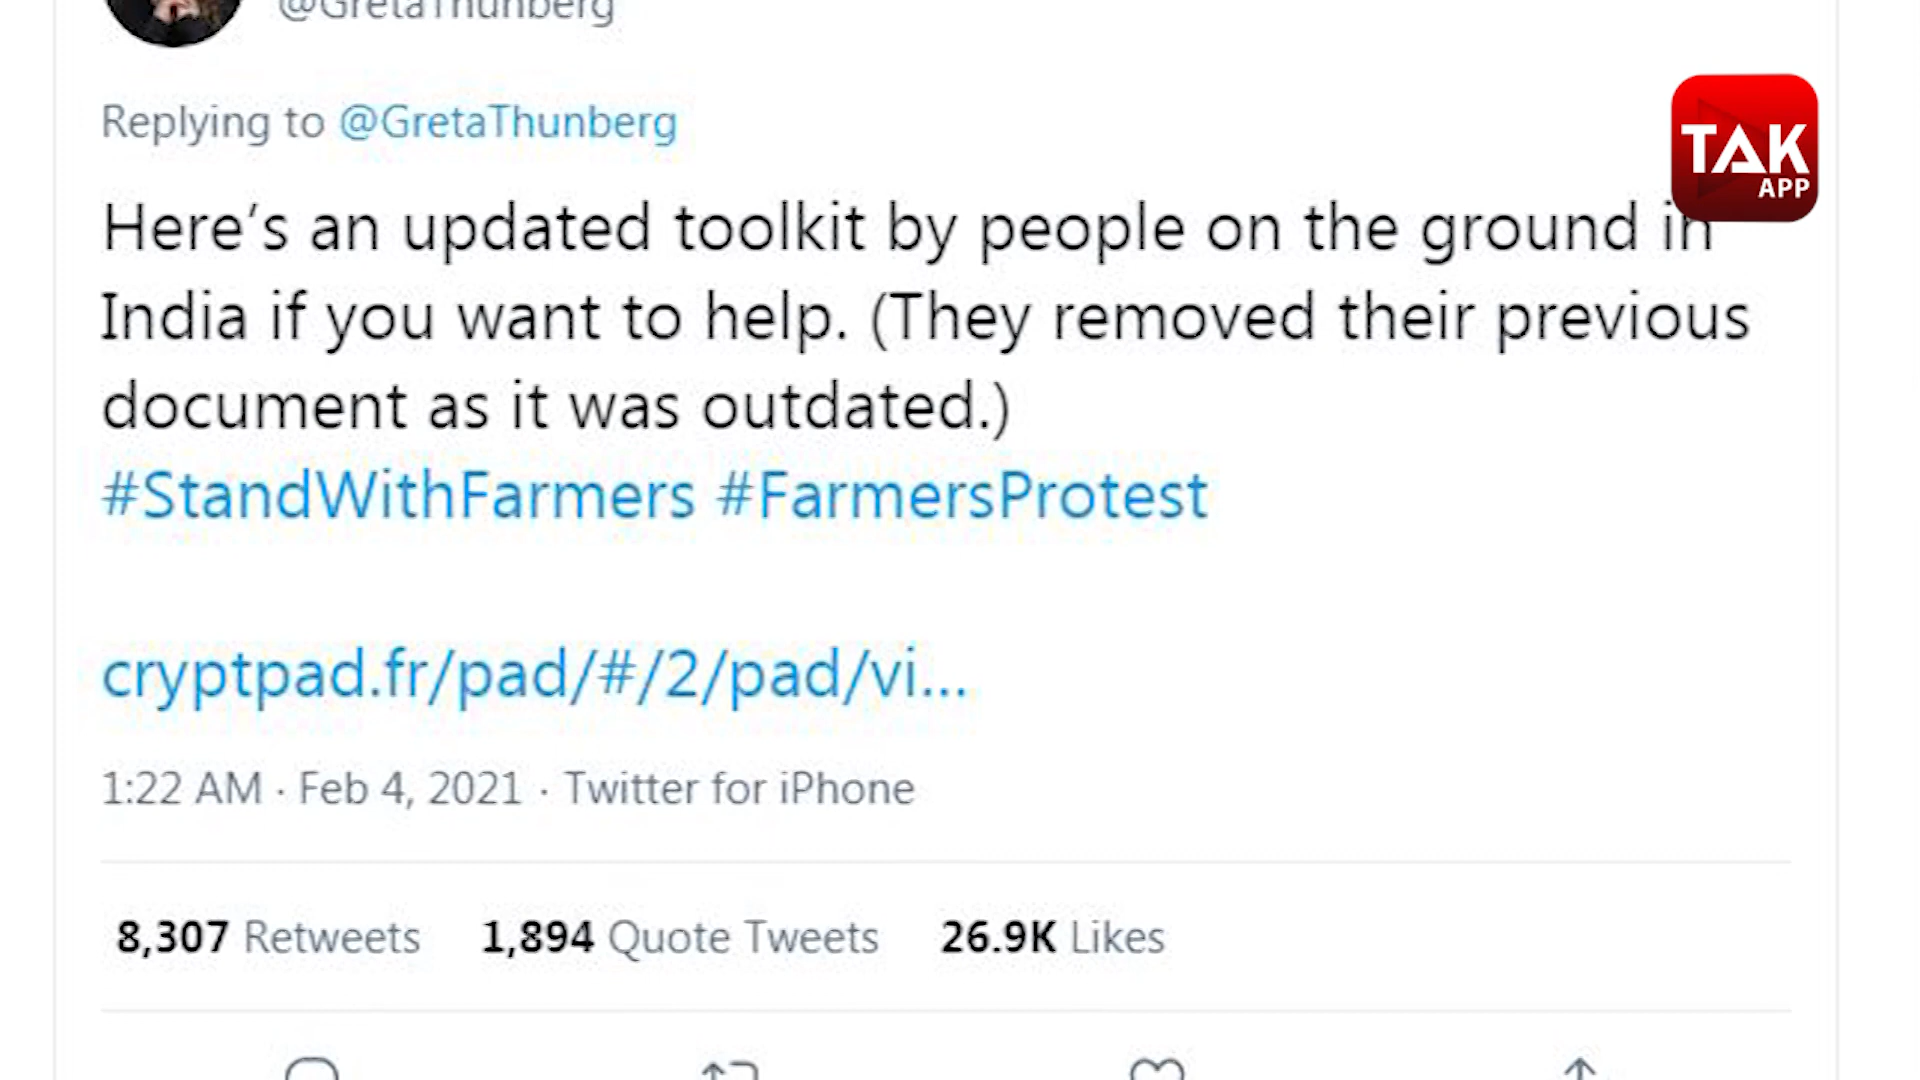 @GretaThunberg
Replying to @GretaThunberg
TAK
APP
Here’s an updated toolkit by people on the ground in
India if you want to help. (They removed their previous
document as it was outdated.)
#StandWithFarmers #FarmersProtest
cryptpad.fr/pad/#/2/pad/vi...
1:22 AM · Feb 4, 2021 · Twitter for iPhone
8,307 Retweets 1,894 Quote Tweets 26.9K Likes